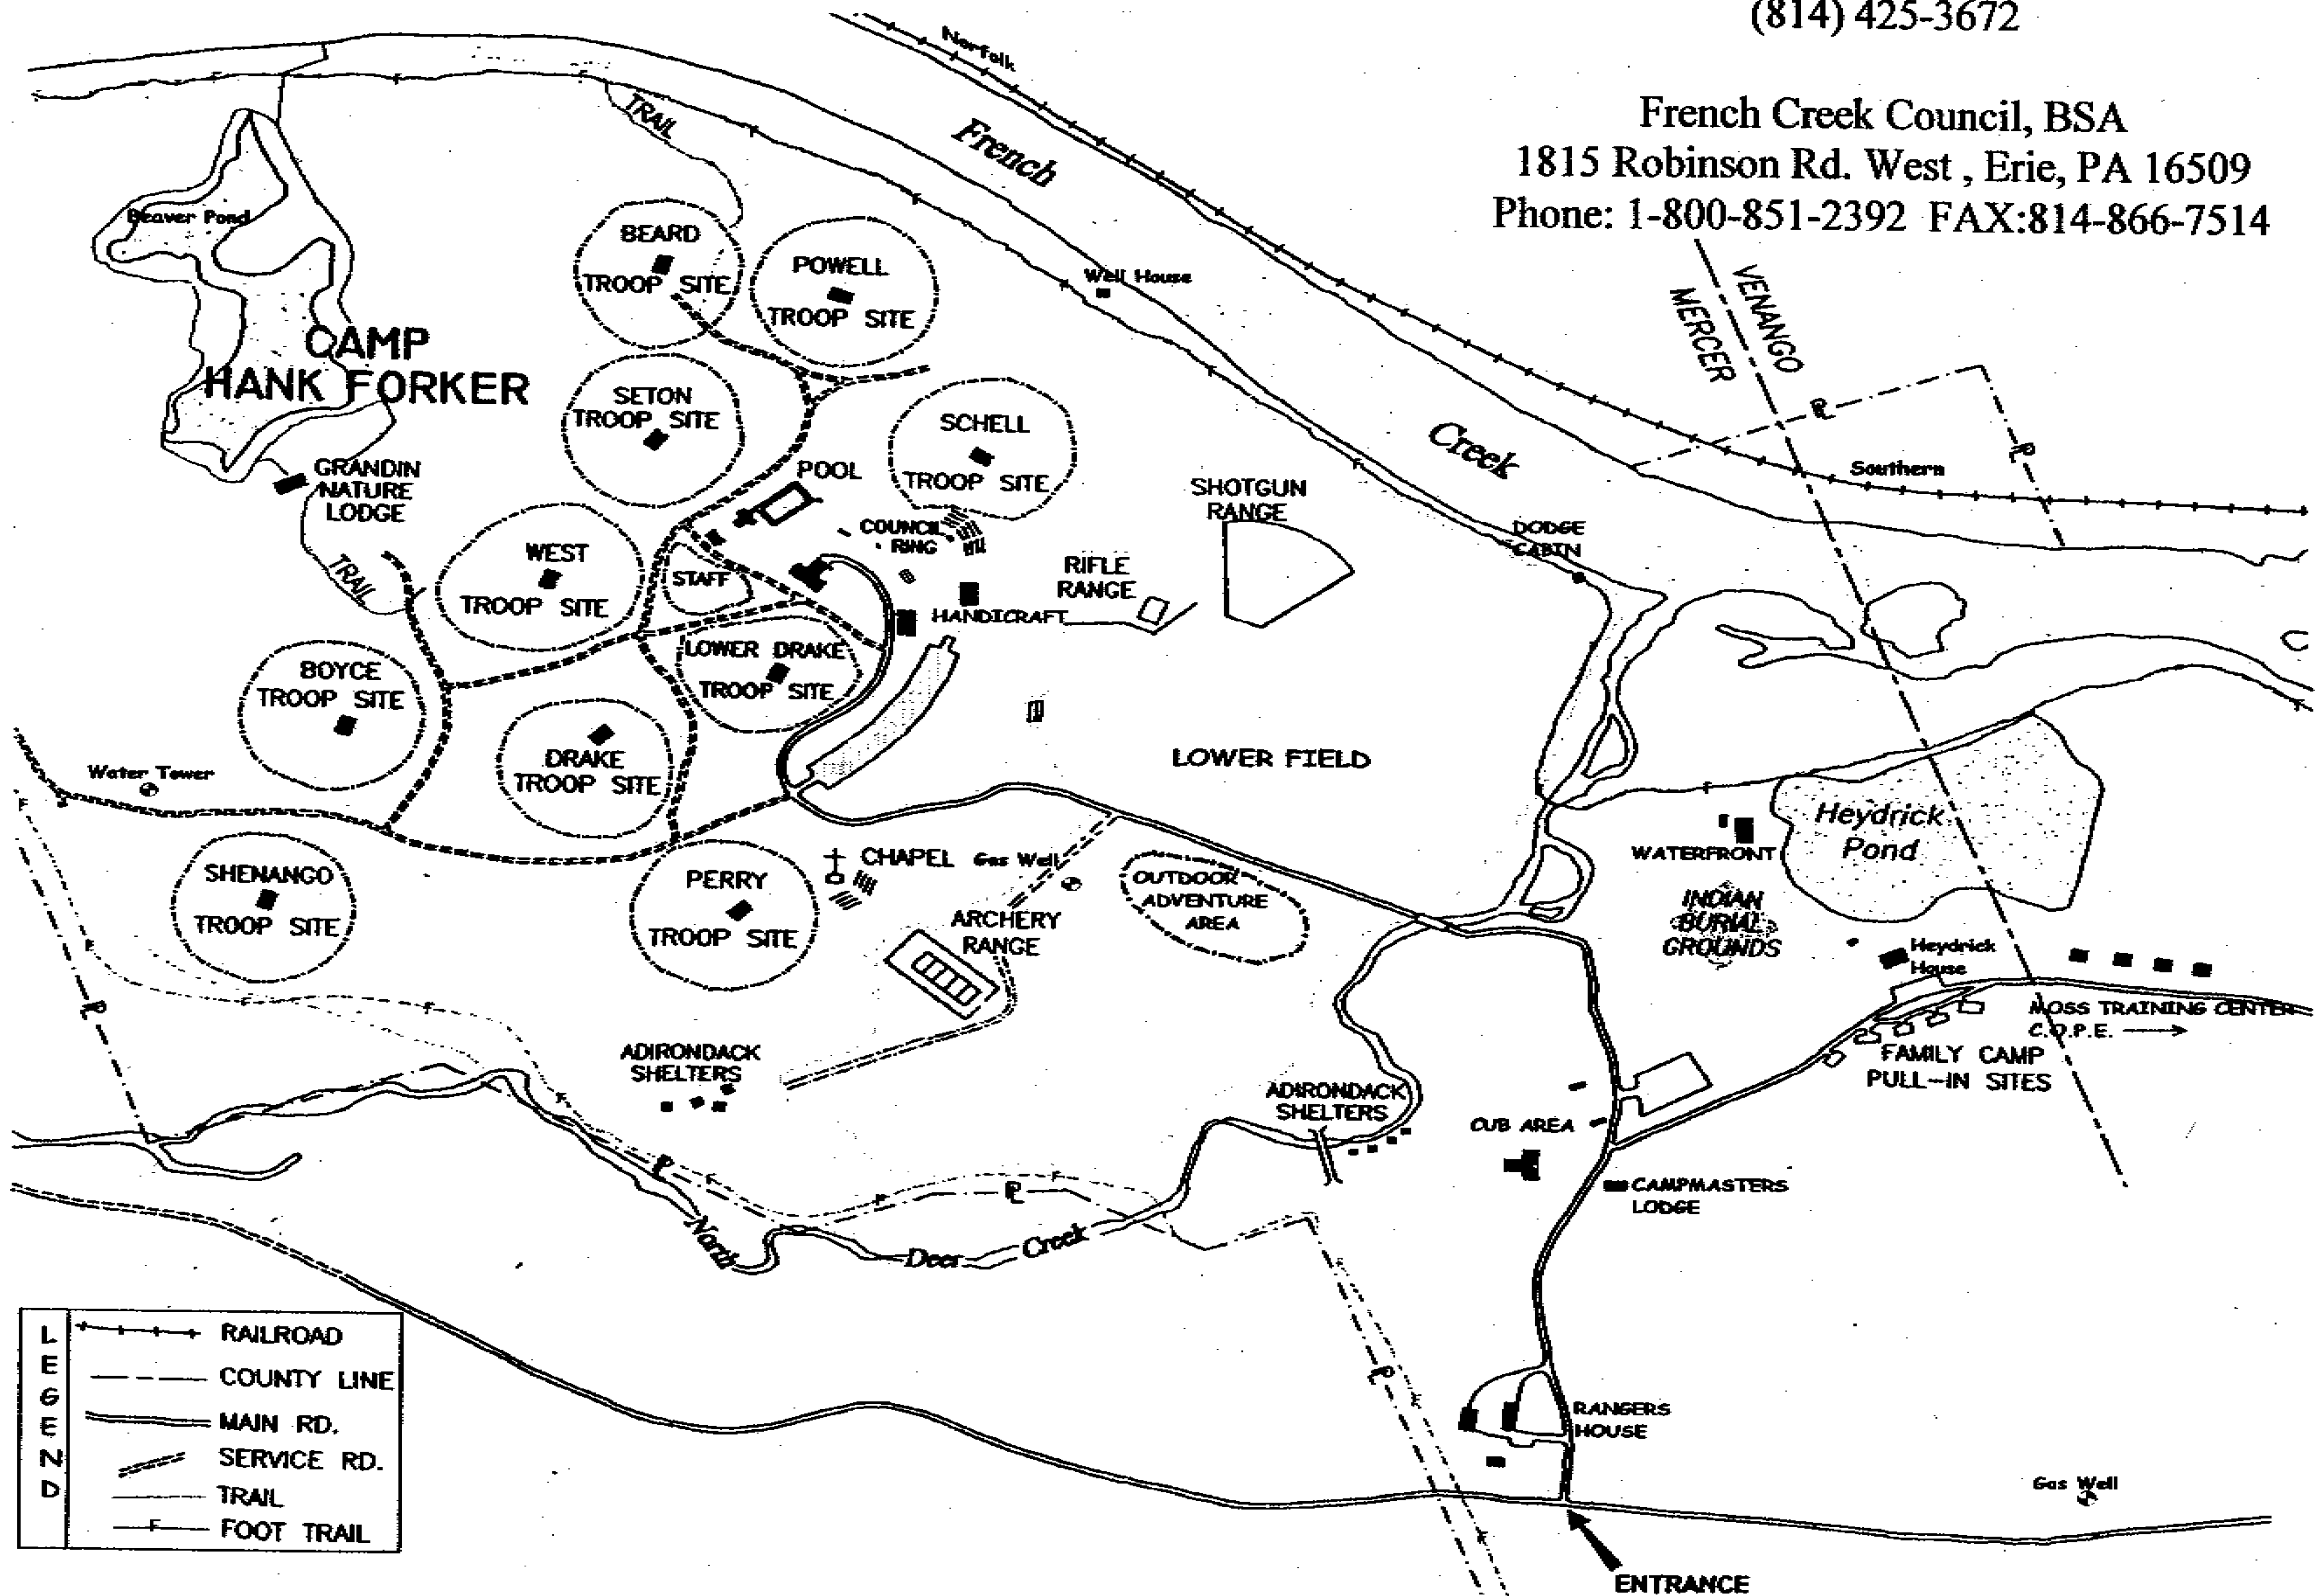 (814) 425-3672
French Creek Council, BSA
1815 Robinson Rd. West , Erie, PA 16509
Phone: 1-800-851-2392 FAX:814-866-7514
Norfolk
French
Creek
Southern
VENANGO
MERCER
TRAIL
Beaver Pond
CAMP
HANK FORKER
BEARD
TROOP SITE
POWELL
TROOP SITE
Well House
SETON
TROOP SITE
SCHELL
TROOP SITE
POOL
GRANDIN
NATURE
LODGE
TRAIL
COUNCIL
RING
SHOTGUN
RANGE
RIFLE
RANGE
DODGE
CABIN
WEST
TROOP SITE
STAFF
HANDICRAFT
LOWER DRAKE
TROOP SITE
BOYCE
TROOP SITE
DRAKE
TROOP SITE
LOWER FIELD
Water Tower
Heydrick
Pond
WATERFRONT
INDIAN
BURIAL
GROUNDS
SHENANGO
TROOP SITE
PERRY
TROOP SITE
CHAPEL
Gas Well
ARCHERY
RANGE
OUTDOOR
ADVENTURE
AREA
Heydrick
House
MOSS TRAINING CENTER
C.O.P.E.
FAMILY CAMP
PULL-IN SITES
ADIRONDACK
SHELTERS
ADIRONDACK
SHELTERS
CUB AREA
CAMPMASTERS
LODGE
North
Deer
Creek
RANGERS
HOUSE
Gas Well
ENTRANCE
LEGEND
RAILROAD
COUNTY LINE
MAIN RD.
SERVICE RD.
TRAIL
F FOOT TRAIL